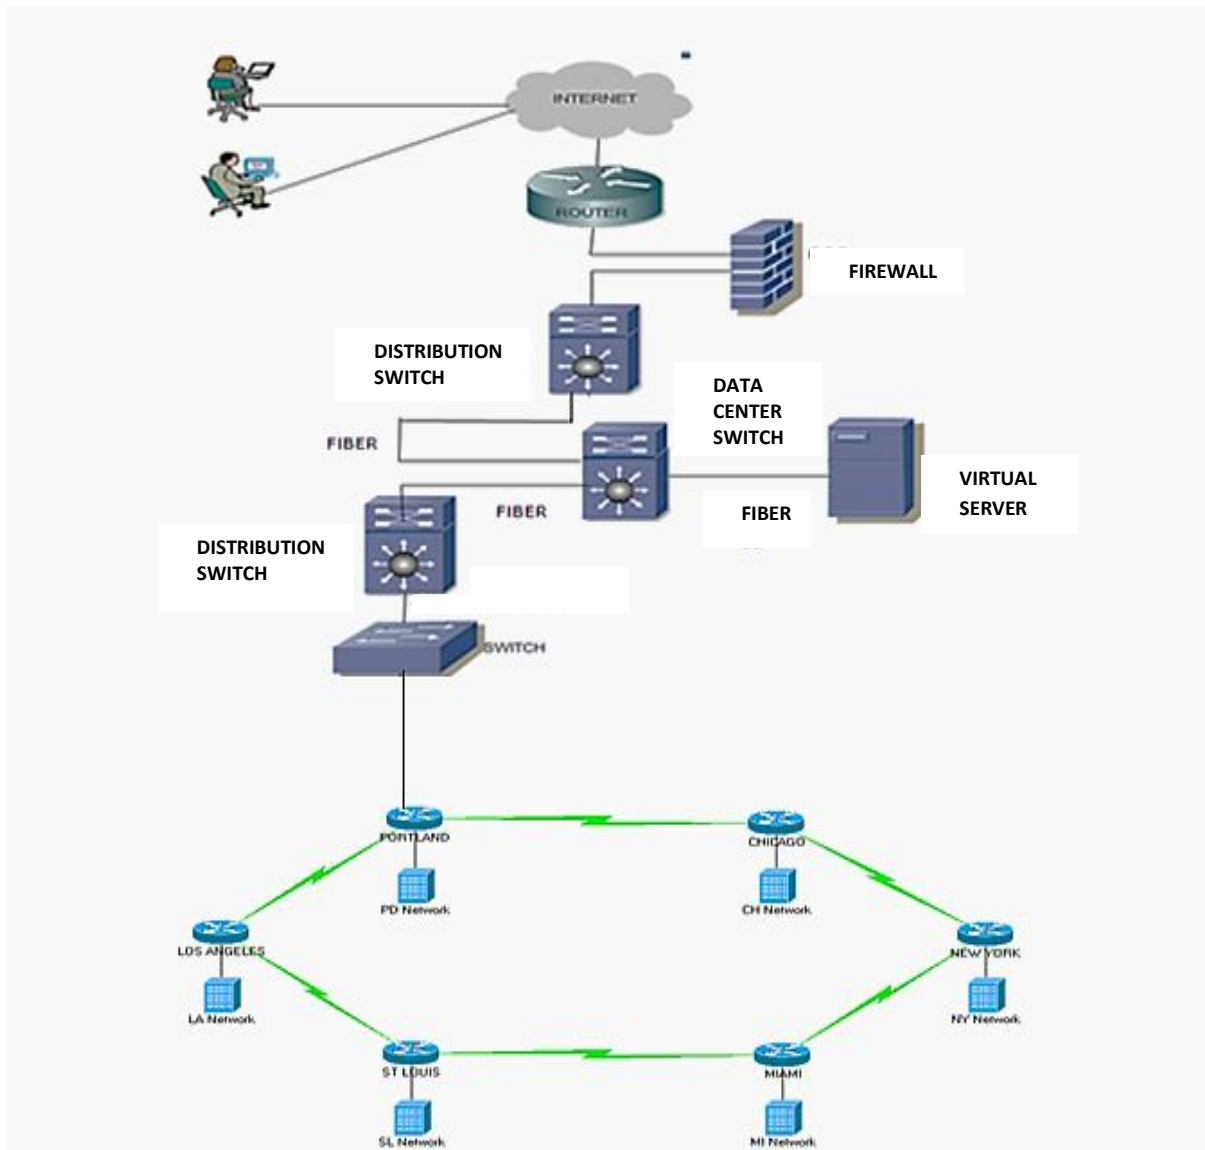 INTERNET
ROUTER
FIREWALL
DISTRIBUTION
SWITCH
DATA
CENTER
SWITCH
FIBER
VIRTUAL
SERVER
FIBER
FIBER
DISTRIBUTION
SWITCH
SWITCH
PORTLAND
CHICAGO
PD Network
CH Network
LOS ANGELES
NEW YORK
LA Network
NY Network
ST LOUIS
MIAMI
SL Network
MI Network